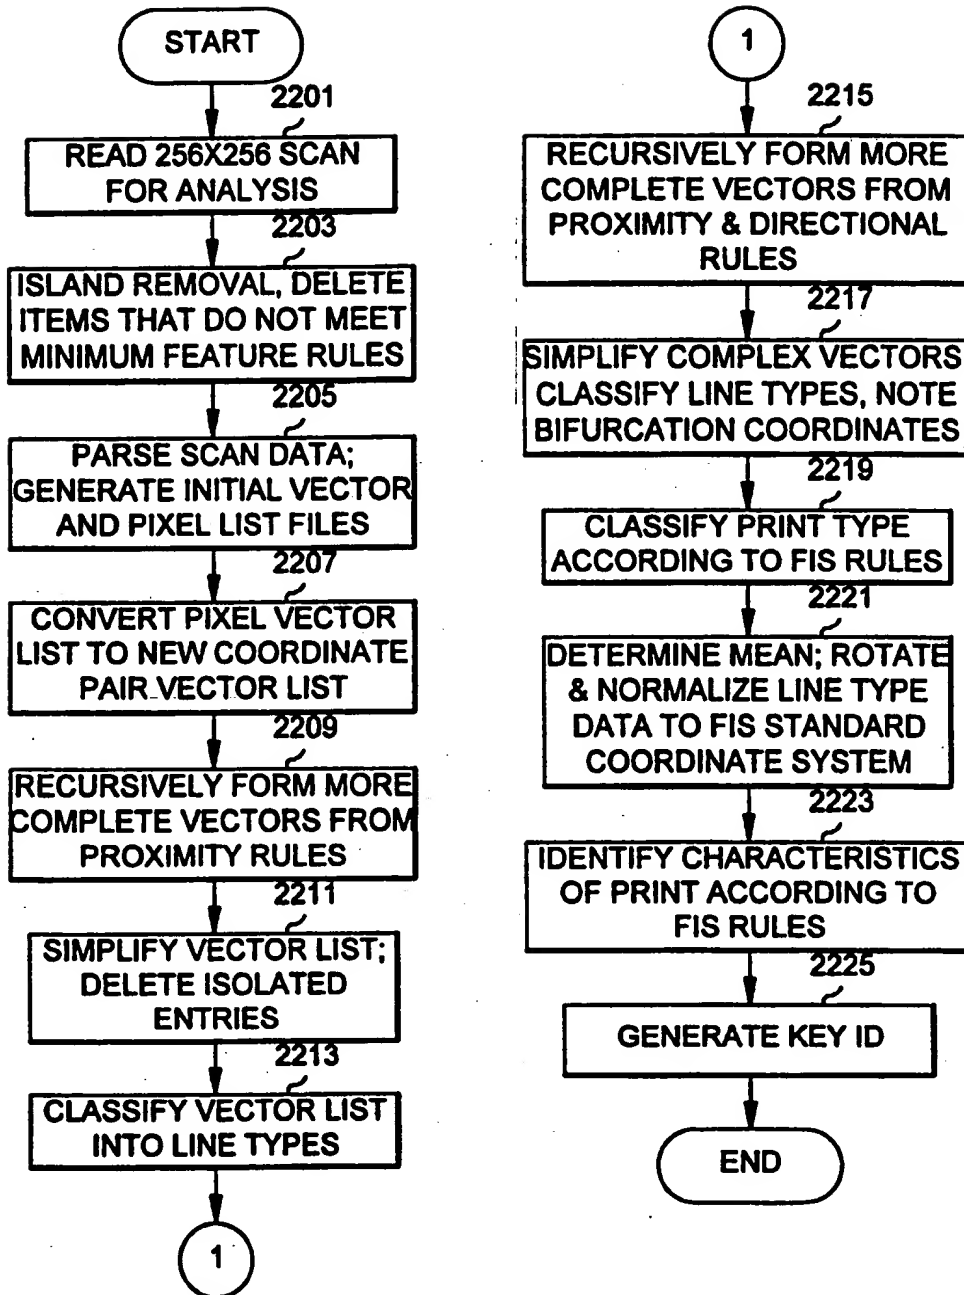 START
2201
READ 256X256 SCAN
FOR ANALYSIS
2203
ISLAND REMOVAL, DELETE
ITEMS THAT DO NOT MEET
MINIMUM FEATURE RULES
2205
PARSE SCAN DATA;
GENERATE INITIAL VECTOR
AND PIXEL LIST FILES
2207
CONVERT PIXEL VECTOR
LIST TO NEW COORDINATE
PAIR VECTOR LIST
2209
RECURSIVELY FORM MORE
COMPLETE VECTORS FROM
PROXIMITY RULES
2211
SIMPLIFY VECTOR LIST;
DELETE ISOLATED
ENTRIES
2213
CLASSIFY VECTOR LIST
INTO LINE TYPES
1
1
2215
RECURSIVELY FORM MORE
COMPLETE VECTORS FROM
PROXIMITY & DIRECTIONAL
RULES
2217
SIMPLIFY COMPLEX VECTORS
CLASSIFY LINE TYPES, NOTE
BIFURCATION COORDINATES
2219
CLASSIFY PRINT TYPE
ACCORDING TO FIS RULES
2221
DETERMINE MEAN; ROTATE
& NORMALIZE LINE TYPE
DATA TO FIS STANDARD
COORDINATE SYSTEM
2223
IDENTIFY CHARACTERISTICS
OF PRINT ACCORDING TO
FIS RULES
2225
GENERATE KEY ID
END